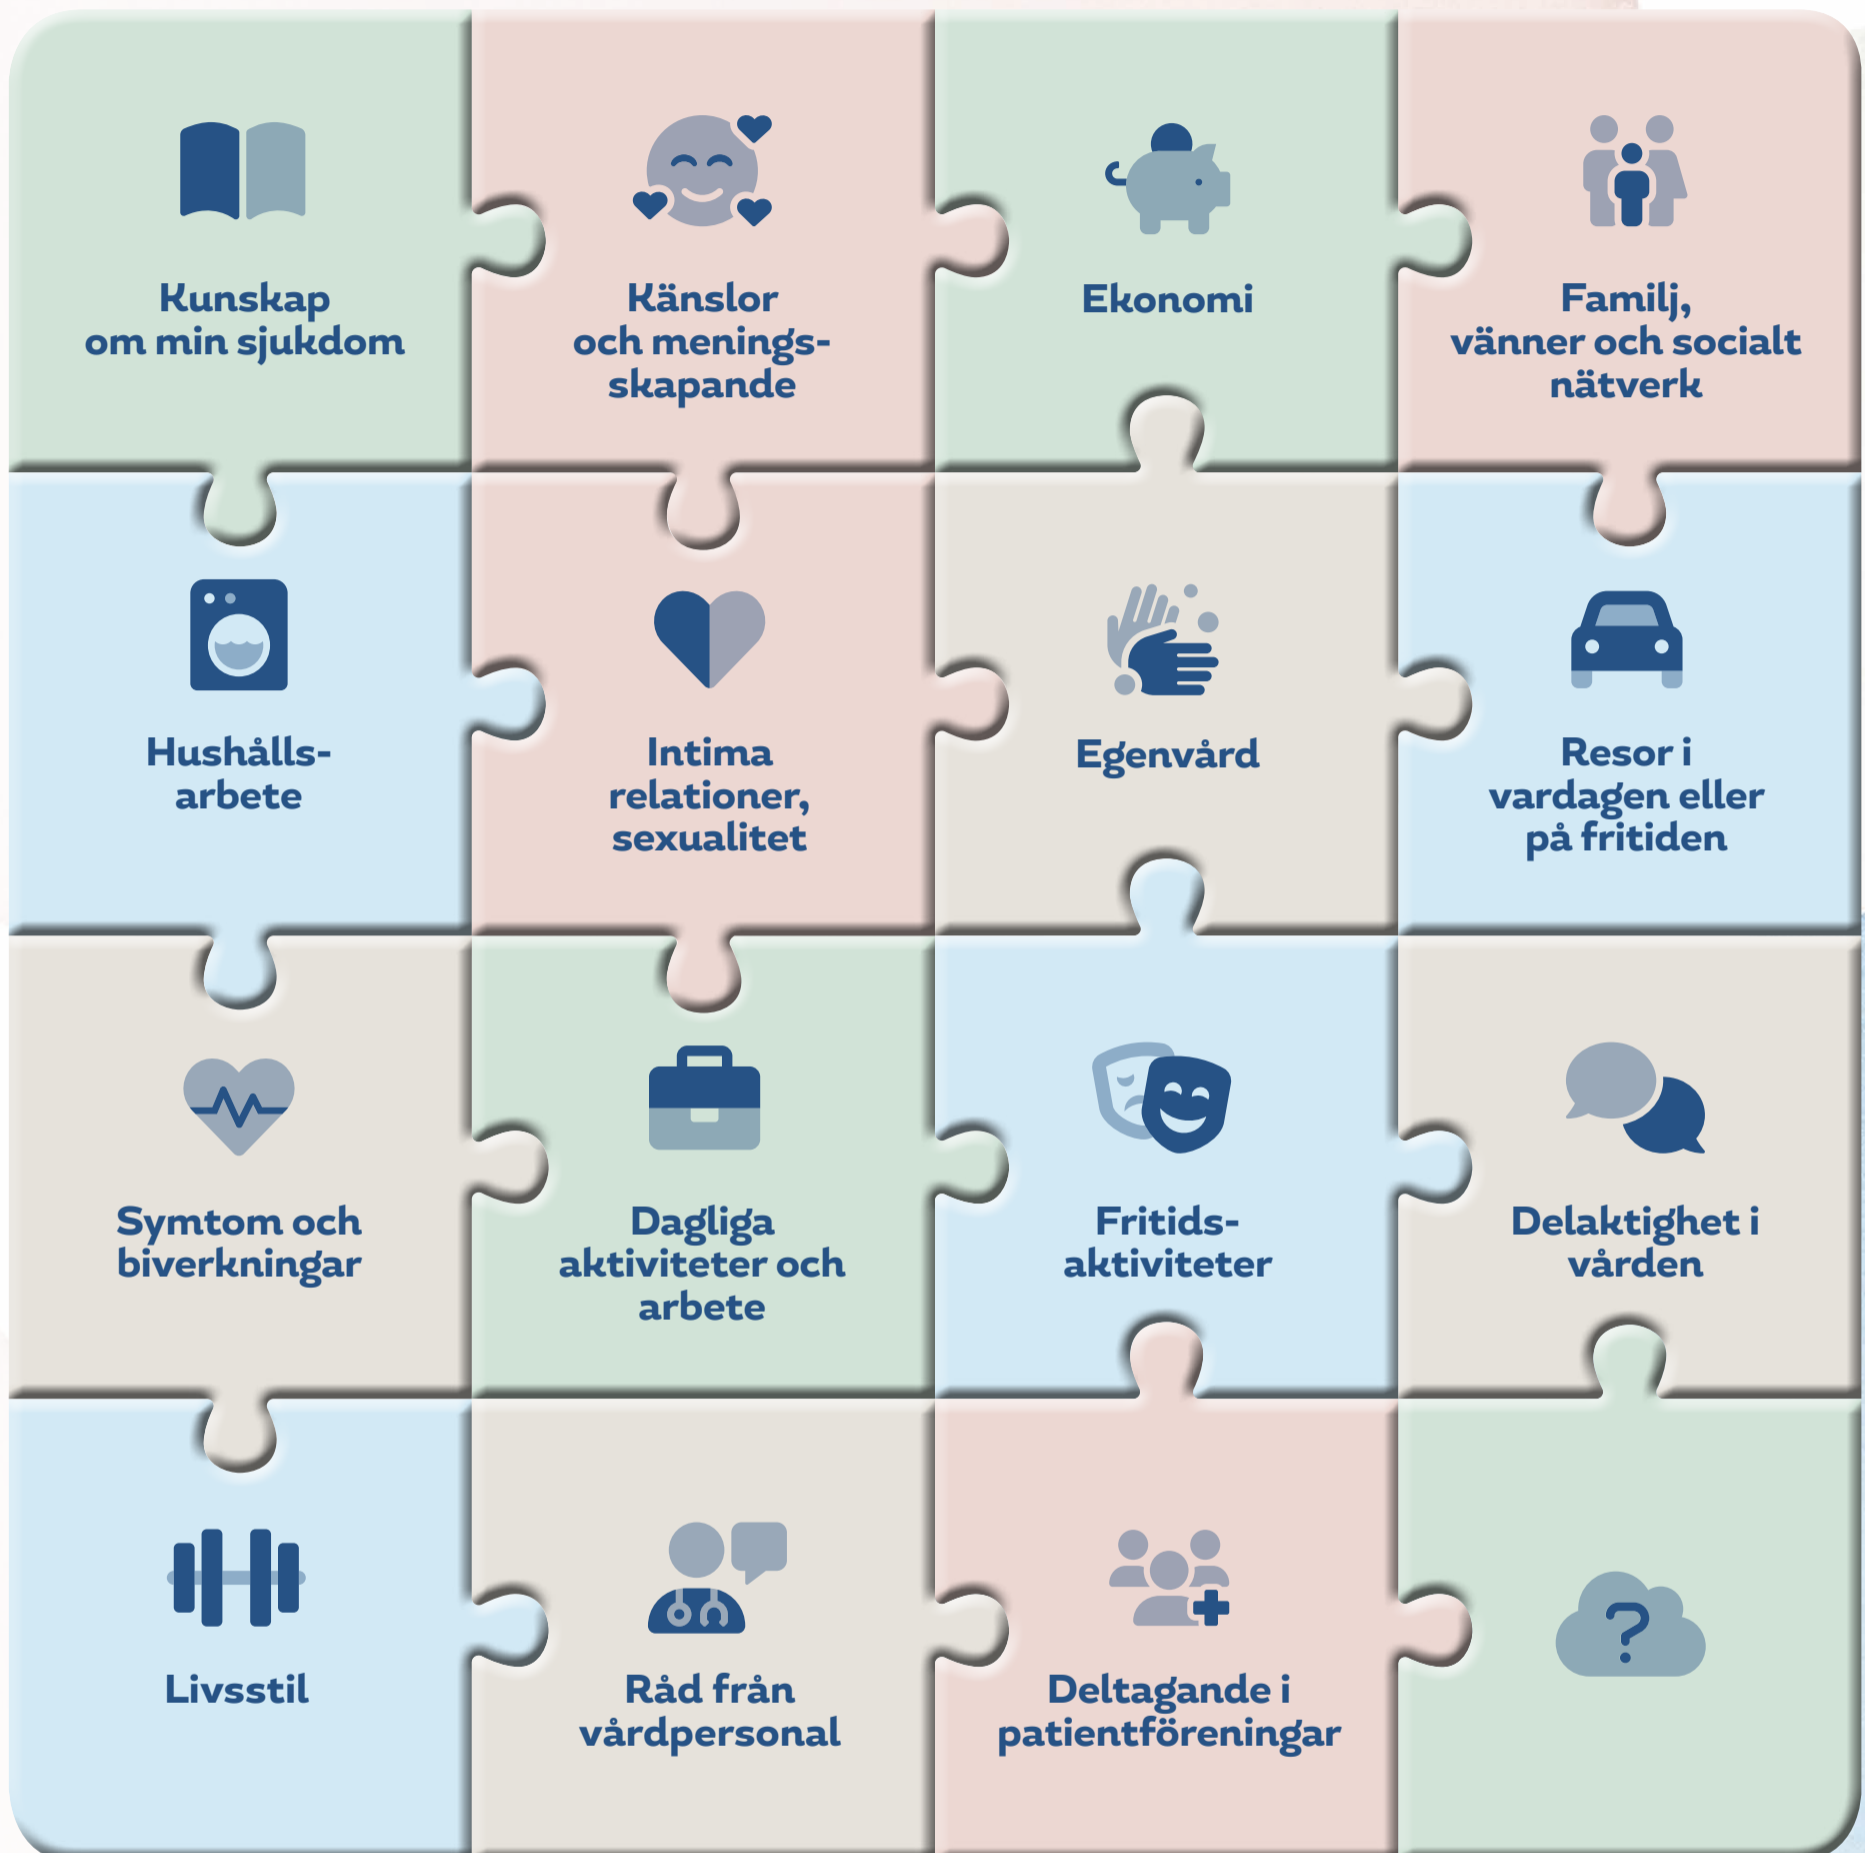 Kunskap
om min sjukdom
Känslor
och menings-
skapande
Ekonomi
Familj,
vänner och socialt
nätverk
Hushålls-
arbete
Intima
relationer,
sexualitet
Egenvård
Resor i
vardagen eller
på fritiden
Symtom och
biverkningar
Dagliga
aktiviteter och
arbete
Fritids-
aktiviteter
Delaktighet i
vården
Livsstil
Råd från
vårdpersonal
Deltagande i
patientföreningar
?